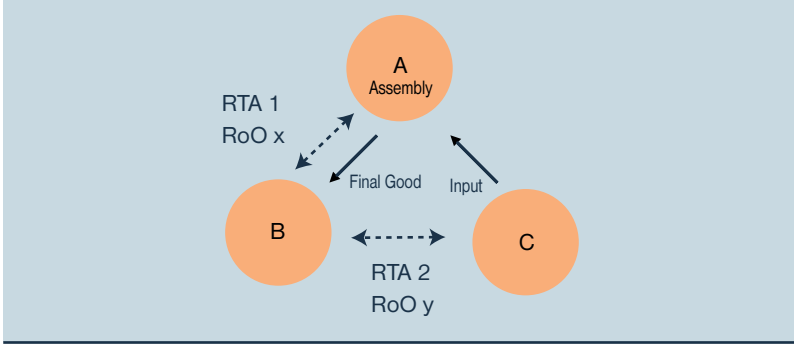 A
Assembly
RTA 1
RoO x
Final Good
Input
B
C
RTA 2
RoO y